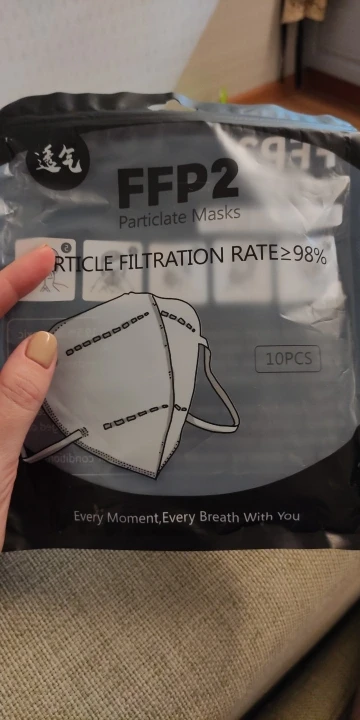 透气
FFP2
Particlate Masks
RTICLE FILTRATION RATE≥98%
10PCS
Every Moment,Every Breath With You